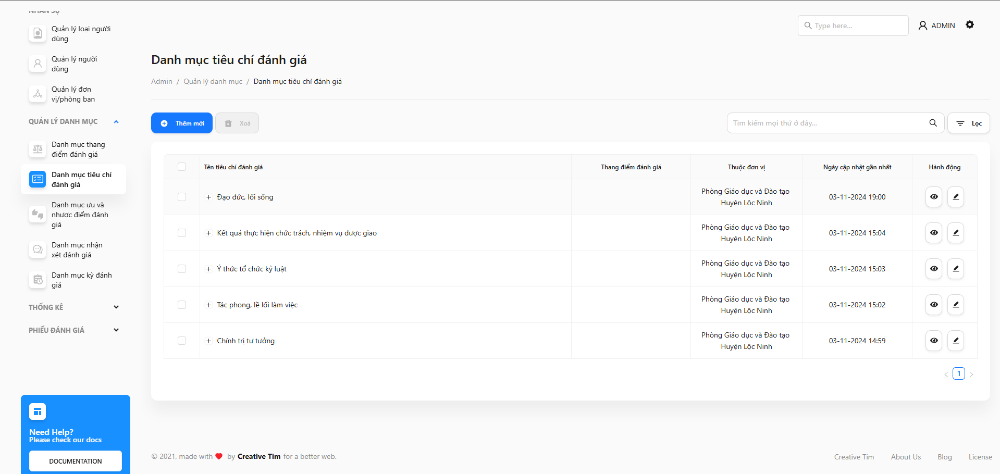 NHÂN SỰ
Quản lý loại người
dùng
Quản lý người
dùng
Quản lý đơn
vị/phòng ban
QUẢN LÝ DANH MỤC
Danh mục thang
điểm đánh giá
Danh mục tiêu chí
đánh giá
Danh mục ưu và
nhược điểm đánh
giá
Danh mục nhận
xét đánh giá
Danh mục kỳ đánh
giá
THỐNG KÊ
PHIẾU ĐÁNH GIÁ
Need Help?
Please check our docs
DOCUMENTATION
Type here...
ADMIN
Danh mục tiêu chí đánh giá
Admin / Quản lý danh mục / Danh mục tiêu chí đánh giá
Thêm mới
Xoá
Tìm kiếm mọi thứ ở đây...
Lọc
Tên tiêu chí đánh giá
Thang điểm đánh giá
Thuộc đơn vị
Ngày cập nhật gần nhất
Hành động
+ Đạo đức, lối sống
Phòng Giáo dục và Đào tạo
Huyện Lộc Ninh
03-11-2024 19:00
+ Kết quả thực hiện chức trách, nhiệm vụ được giao
Phòng Giáo dục và Đào tạo
Huyện Lộc Ninh
03-11-2024 15:04
+ Ý thức tổ chức kỷ luật
Phòng Giáo dục và Đào tạo
Huyện Lộc Ninh
03-11-2024 15:03
+ Tác phong, lề lối làm việc
Phòng Giáo dục và Đào tạo
Huyện Lộc Ninh
03-11-2024 15:02
+ Chính trị tư tưởng
Phòng Giáo dục và Đào tạo
Huyện Lộc Ninh
03-11-2024 14:59
< 1 >
© 2021, made with ❤ by Creative Tim for a better web.
Creative Tim
About Us
Blog
License